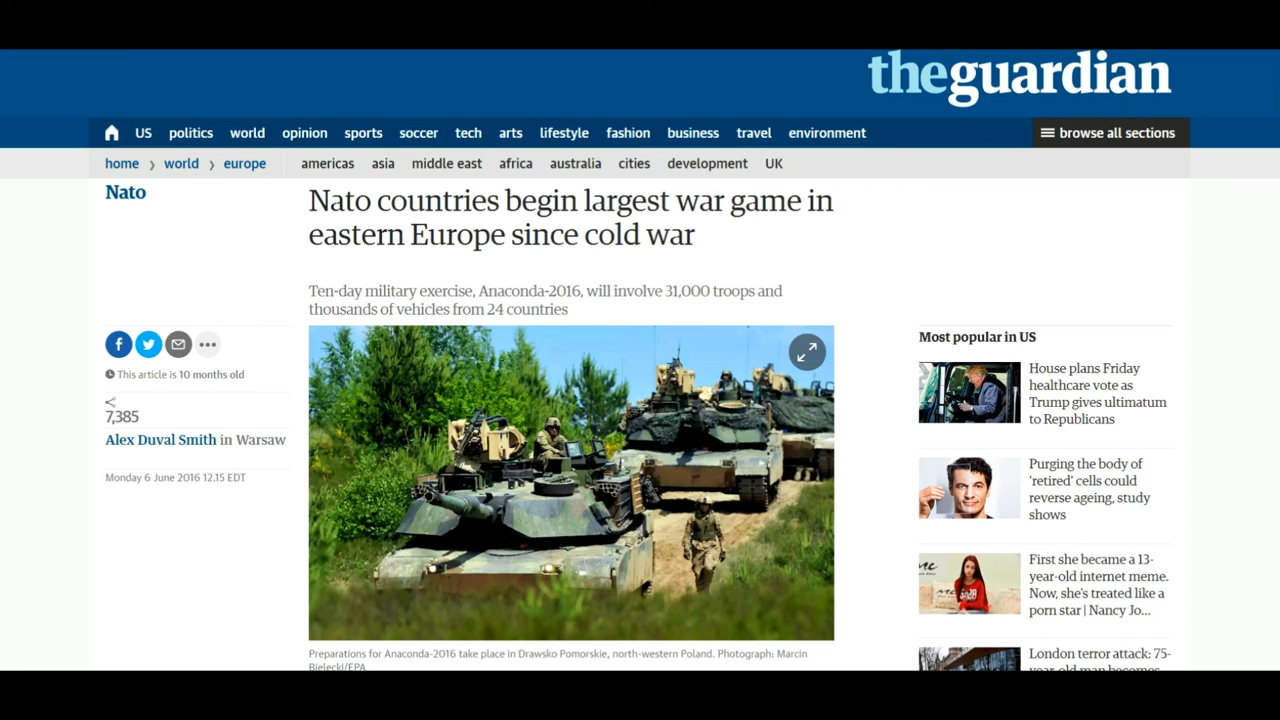 theguardian
US politics world opinion sports soccer tech arts lifestyle fashion business travel environment browse all sections
home › world › europe americas asia middle east africa australia cities development UK
Nato
Nato countries begin largest war game in
eastern Europe since cold war
Ten-day military exercise, Anaconda-2016, will involve 31,000 troops and
thousands of vehicles from 24 countries
This article is 10 months old
7,385
Alex Duval Smith in Warsaw
Monday 6 June 2016 12.15 EDT
Preparations for Anaconda-2016 take place in Drawsko Pomorskie, north-western Poland. Photograph: Marcin
Bielecki/EPA
Most popular in US
House plans Friday
healthcare vote as
Trump gives ultimatum
to Republicans
Purging the body of
'retired' cells could
reverse ageing, study
shows
First she became a 13-
year-old internet meme.
Now, she's treated like a
porn star | Nancy Jo...
London terror attack: 75-
year-old man becomes